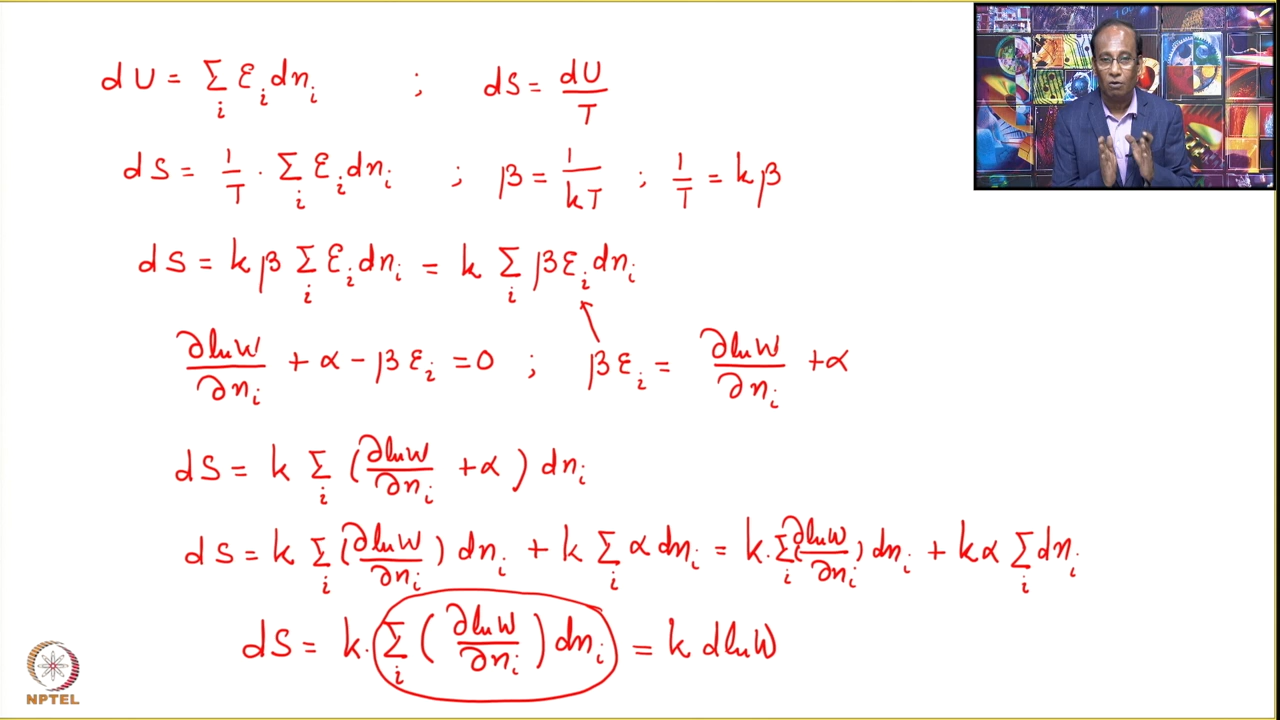 dU = Σ_i ε_i dn_i ; dS = dU/T
dS = 1/T · Σ_i ε_i dn_i ; β = 1/kT ; 1/T = kβ
dS = kβ Σ_i ε_i dn_i = k Σ_i βε_i dn_i
∂lnW/∂n_i + α - βε_i = 0 ; βε_i = ∂lnW/∂n_i + α
dS = k Σ_i (∂lnW/∂n_i + α) dn_i
dS = k Σ_i (∂lnW/∂n_i) dn_i + k Σ_i α dn_i = k·Σ_i (∂lnW/∂n_i) dn_i + kα Σ_i dn_i
dS = k·Σ_i (∂lnW/∂n_i) dn_i = k dlnW
NPTEL